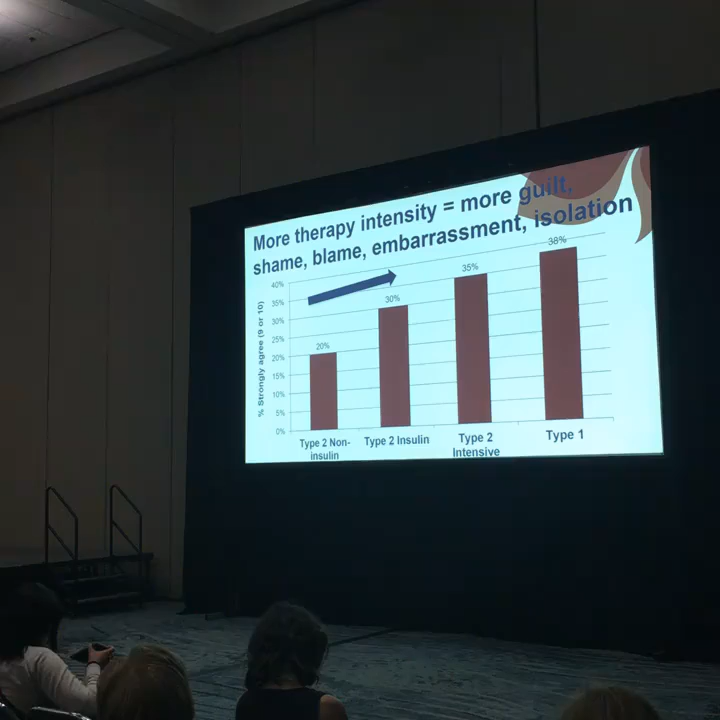 More therapy intensity = more guilt,
shame, blame, embarrassment, isolation
% Strongly agree (9 or 10)
40%
35%
30%
25%
20%
15%
10%
5%
0%
20%
30%
35%
38%
Type 2 Non-
insulin
Type 2 Insulin
Type 2
Intensive
Type 1